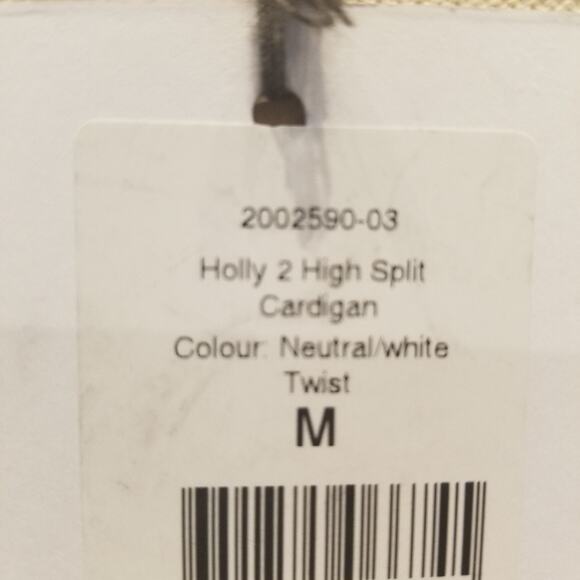 2002590-03
Holly 2 High Split
Cardigan
Colour: Neutral/white
Twist
M